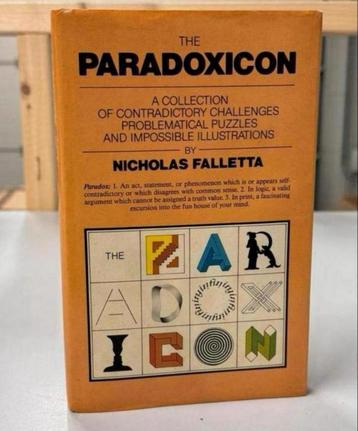 THE
PARADOXICON
A COLLECTION
OF CONTRADICTORY CHALLENGES
PROBLEMATICAL PUZZLES
AND IMPOSSIBLE ILLUSTRATIONS
BY
NICHOLAS FALLETTA
Paradox: 1. An act, statement, or phenomenon which is or appears self-
contradictory or which disagrees with common sense. 2. In logic, a valid
argument which cannot be assigned a truth value. 3. In print, a fascinating
excursion into the fun house of your mind.
THE P A R
A D O X
I C O N